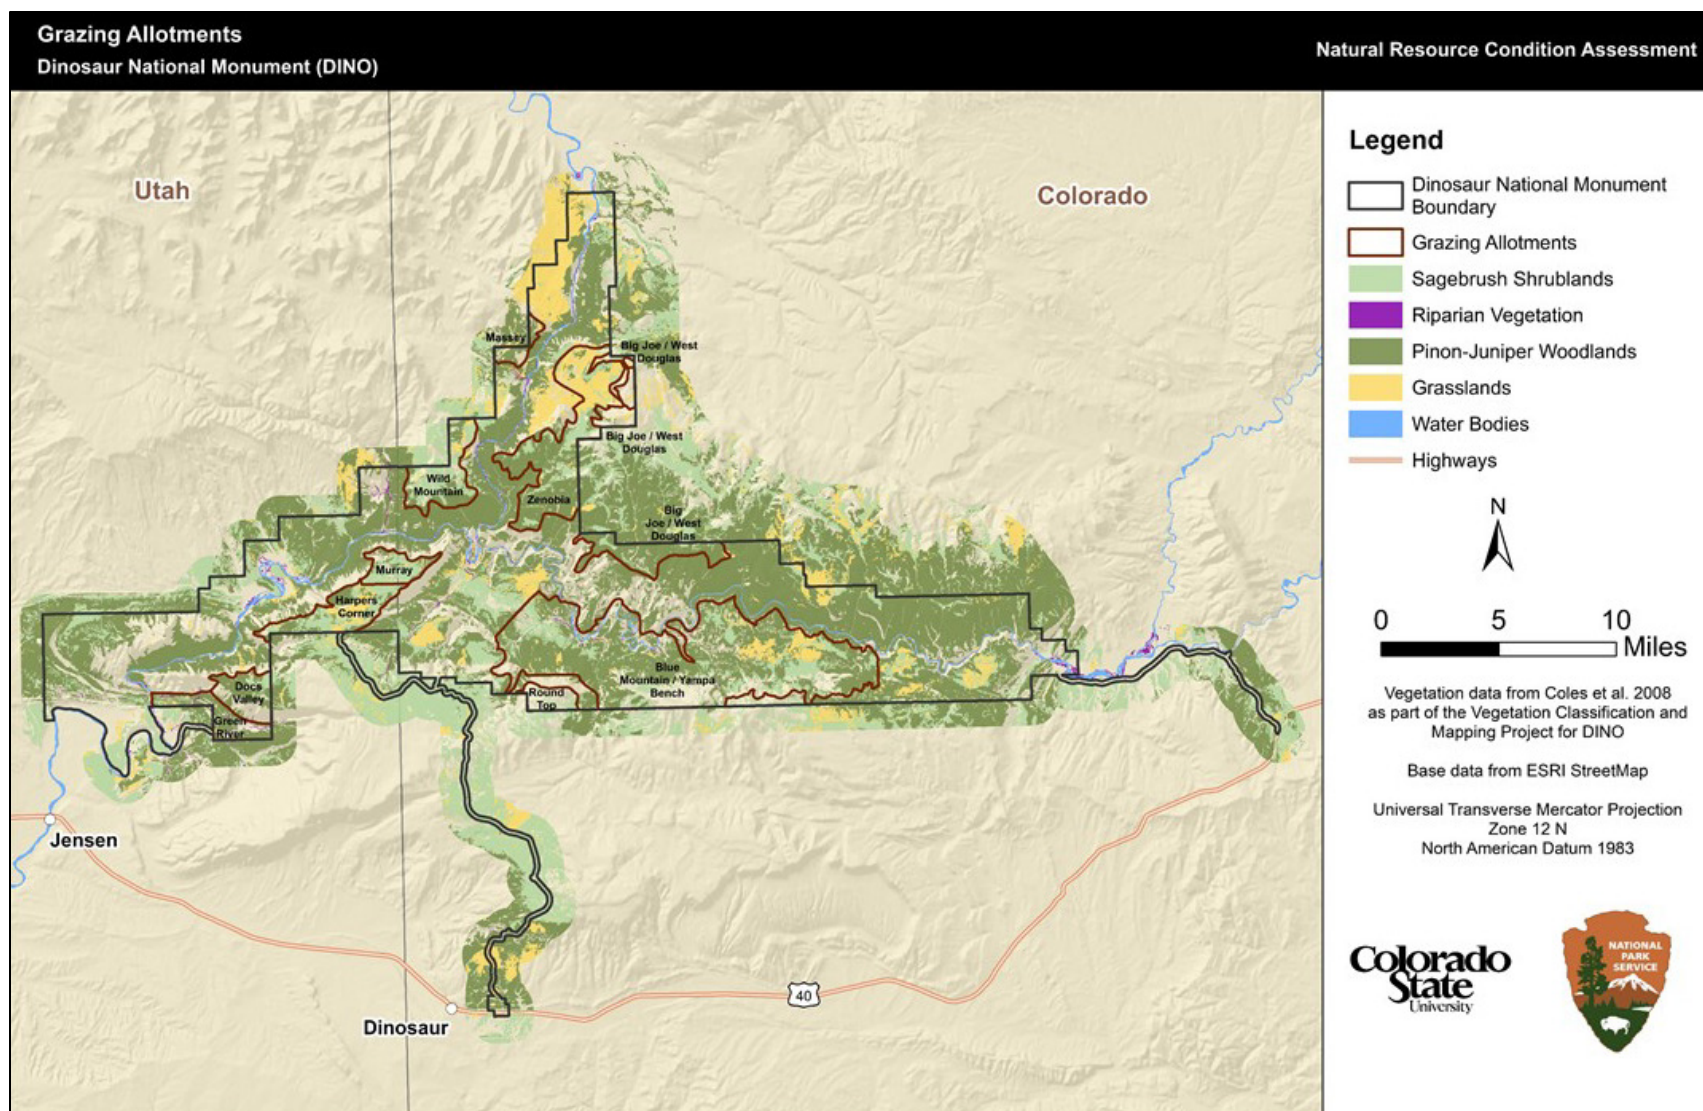 Grazing Allotments
Dinosaur National Monument (DINO)
Natural Resource Condition Assessment
Utah
Colorado
Massey
Big Joe / West
Douglas
Big Joe / West
Douglas
Wild
Mountain
Zenobia
Big
Joe / West
Douglas
Murray
Harpers
Corner
Blue
Mountain / Yampa
Bench
Docs
Valley
Round
Top
Green
River
Jensen
Dinosaur
40
Legend
Dinosaur National Monument
Boundary
Grazing Allotments
Sagebrush Shrublands
Riparian Vegetation
Pinon-Juniper Woodlands
Grasslands
Water Bodies
Highways
N
0 5 10
Miles
Vegetation data from Coles et al. 2008
as part of the Vegetation Classification and
Mapping Project for DINO
Base data from ESRI StreetMap
Universal Transverse Mercator Projection
Zone 12 N
North American Datum 1983
Colorado
State
University
NATIONAL
PARK
SERVICE